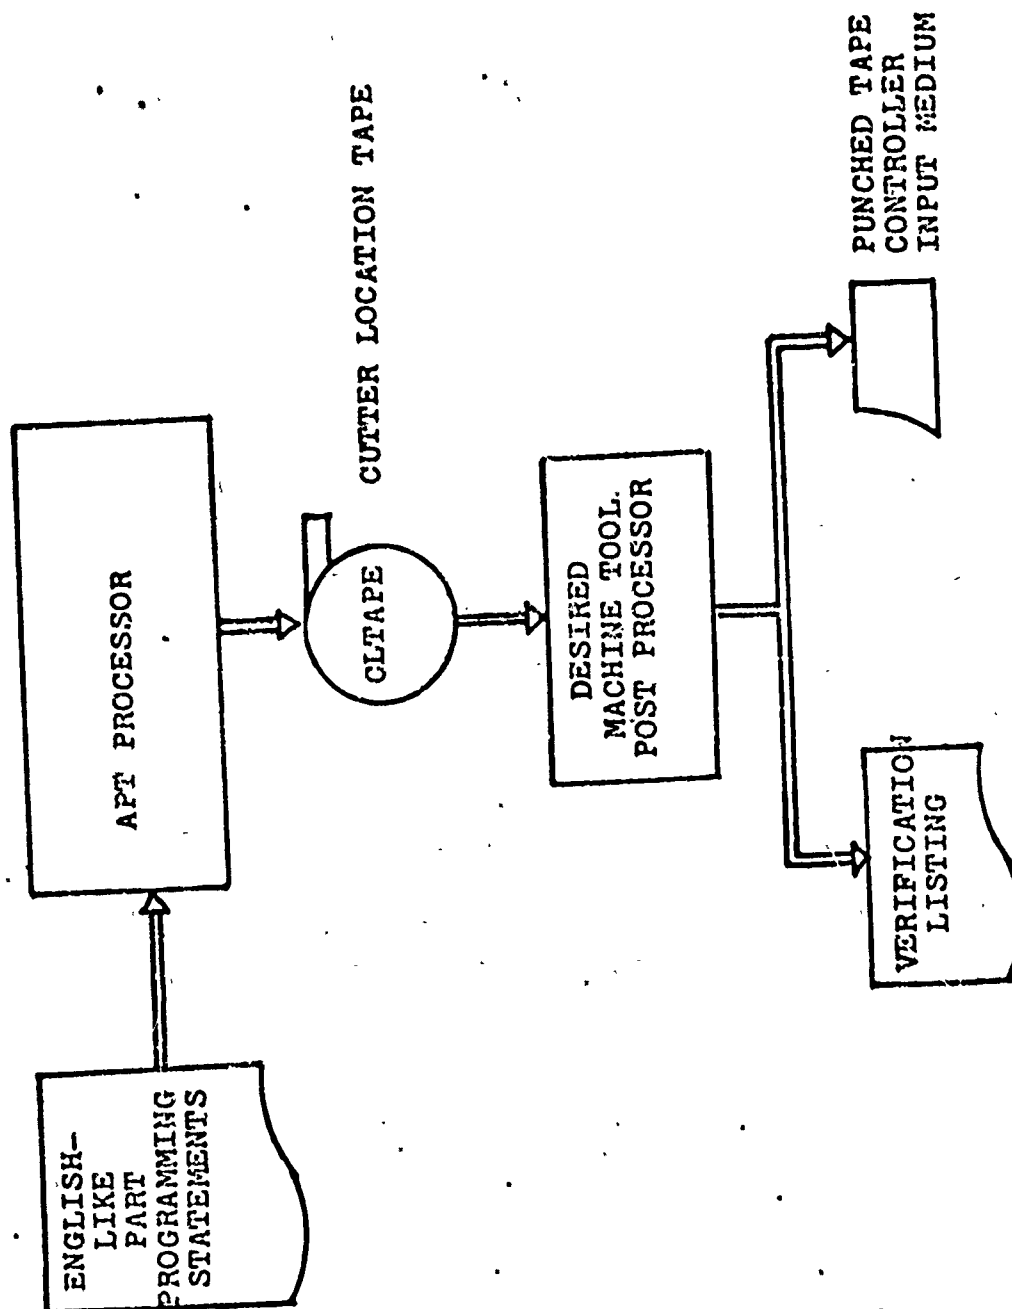 ENGLISH-
LIKE
PART
PROGRAMMING
STATEMENTS
APT PROCESSOR
CLTAPE
CUTTER LOCATION TAPE
DESIRED
MACHINE TOOL.
POST PROCESSOR
VERIFICATION
LISTING
PUNCHED TAPE
CONTROLLER
INPUT MEDIUM